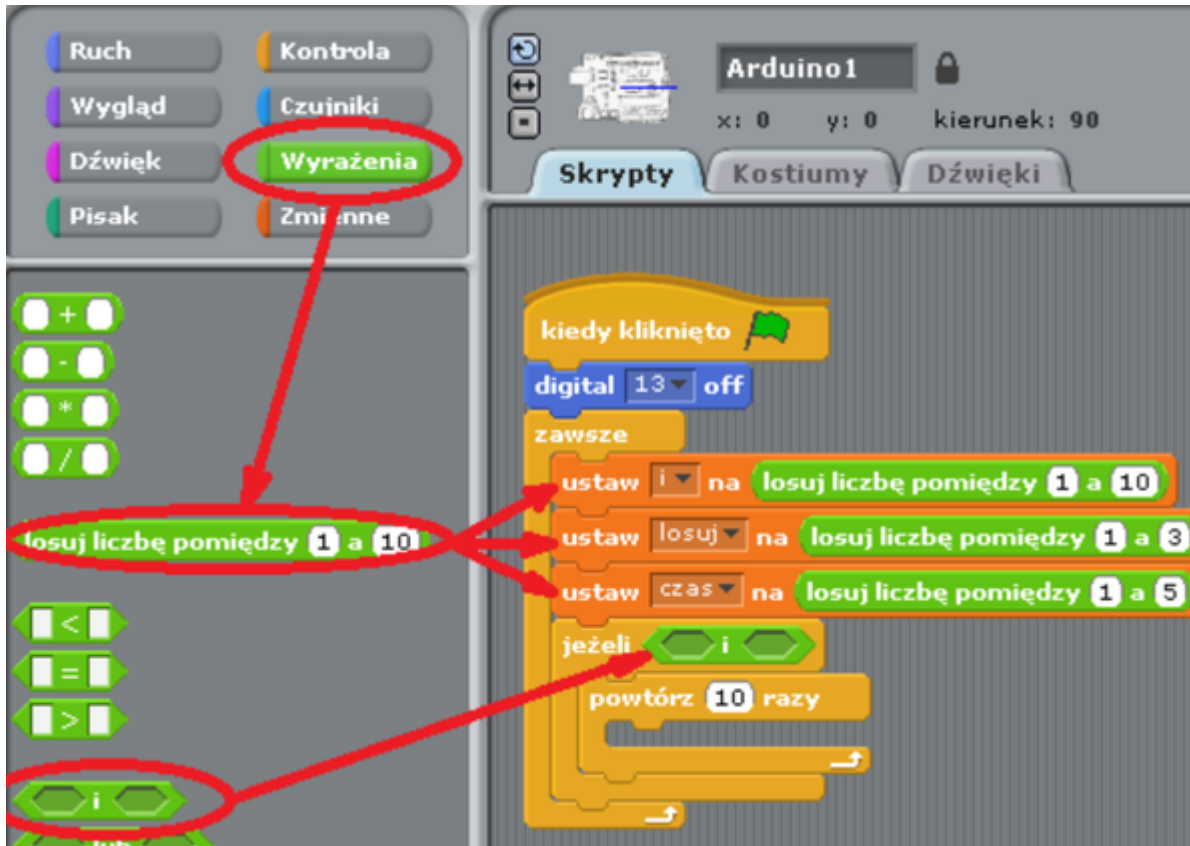 Ruch Kontrola
Wygląd Czujniki
Dźwięk Wyrażenia
Pisak Zmienne
+
-
*
/
losuj liczbę pomiędzy 1 a 10
<
=
>
i
lub
Arduino1
x: 0 y: 0 kierunek: 90
Skrypty Kostiumy Dźwięki
kiedy kliknięto
digital 13 off
zawsze
ustaw i na losuj liczbę pomiędzy 1 a 10
ustaw losuj na losuj liczbę pomiędzy 1 a 3
ustaw czas na losuj liczbę pomiędzy 1 a 5
jeżeli i
powtórz 10 razy